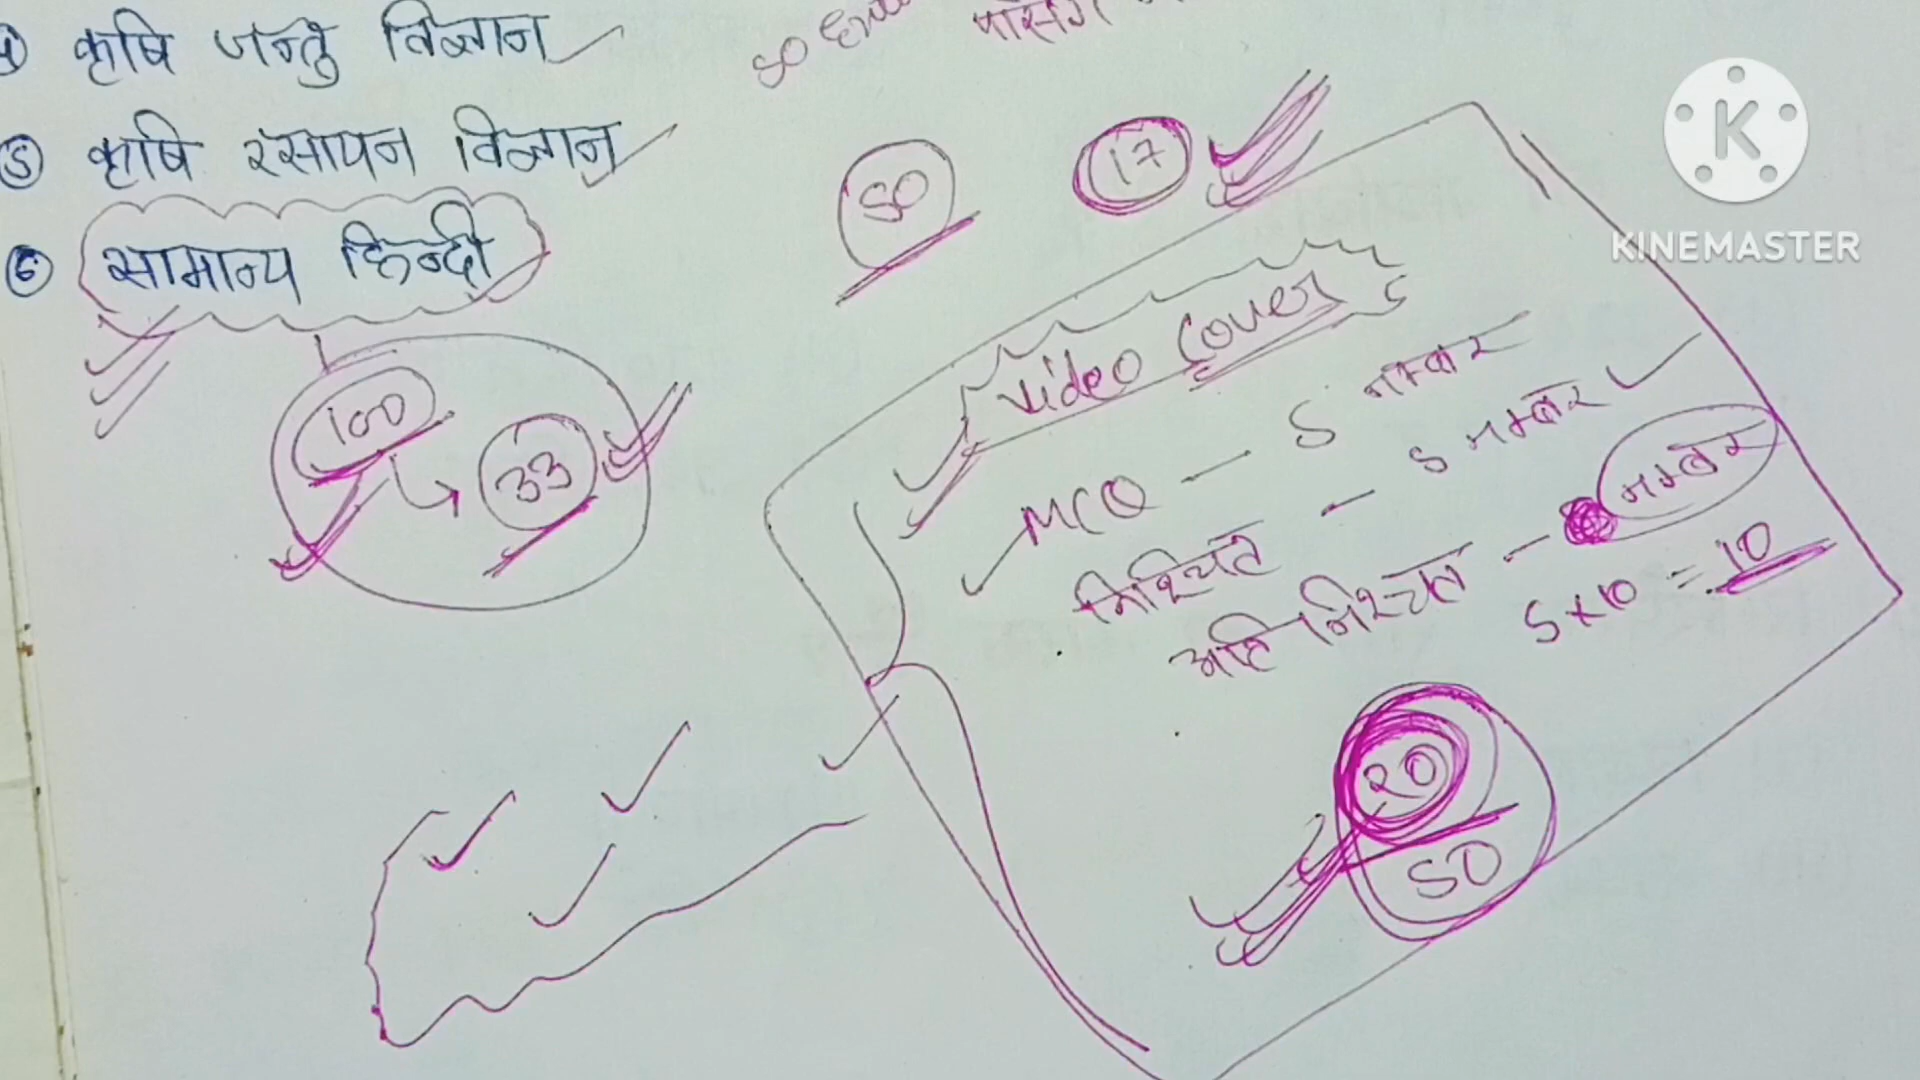 कृषि जन्तु विज्ञान
50
पासिंग
⑤ कृषि रसायन विज्ञान
50
17
⑥ सामान्य हिन्दी
100
33
Video Cover
MCQ - 5 नम्बर
निश्चित - 5 नम्बर
अति निश्चित - नम्बर
5×10 = 10
20
50
KINEMASTER